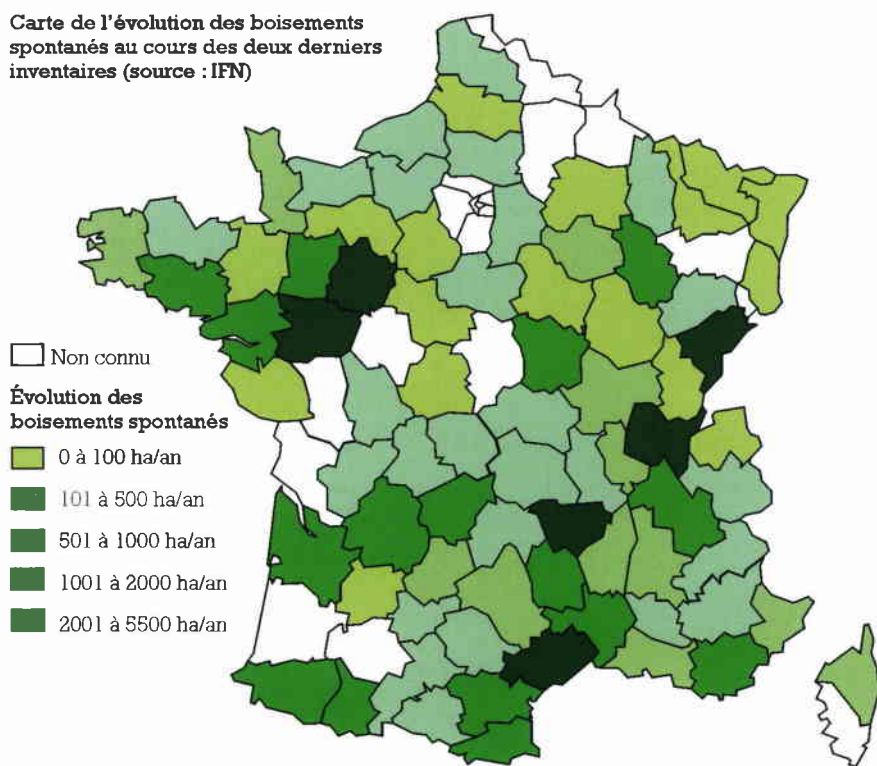 Carte de l'évolution des boisements
spontanés au cours des deux derniers
inventaires (source : IFN)
Non connu
Évolution des
boisements spontanés
0 à 100 ha/an
101 à 500 ha/an
501 à 1000 ha/an
1001 à 2000 ha/an
2001 à 5500 ha/an